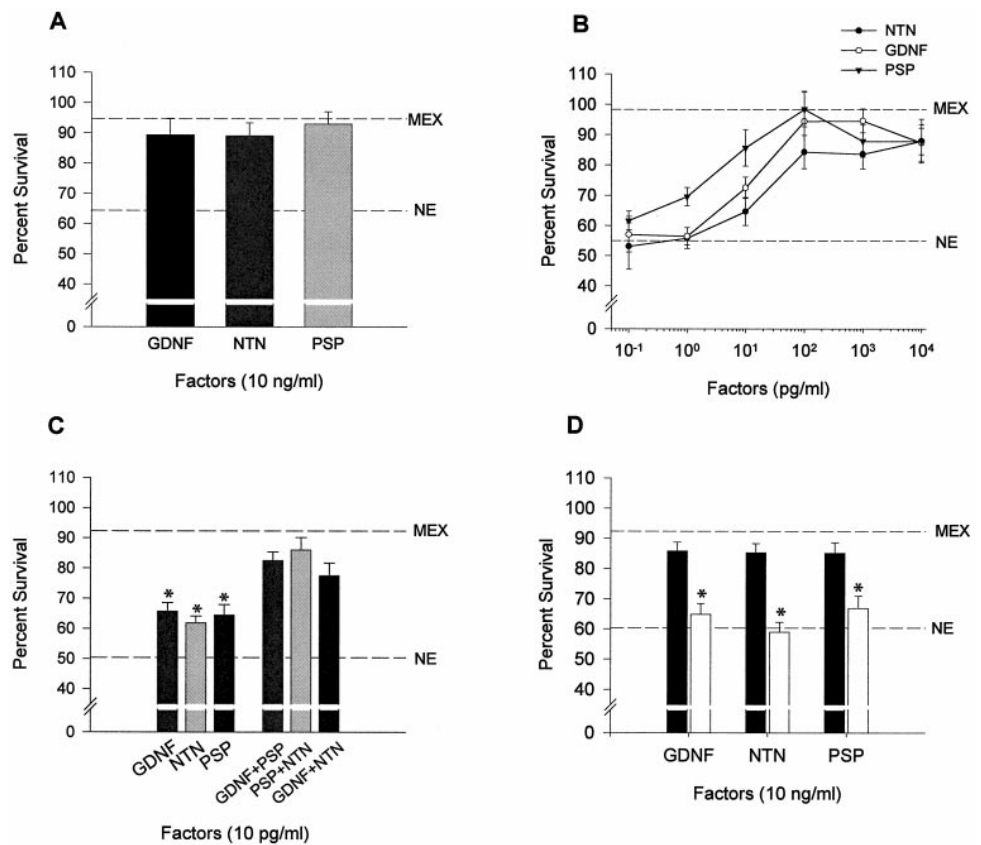 A
Percent Survival
110
100
90
80
70
60
50
40
0
MEX
NE
GDNF NTN PSP
Factors (10 ng/ml)
B
NTN
GDNF
PSP
Percent Survival
110
100
90
80
70
60
50
40
0
MEX
NE
10⁻¹ 10⁰ 10¹ 10² 10³ 10⁴
Factors (pg/ml)
C
Percent Survival
110
100
90
80
70
60
50
40
0
MEX
NE
* * *
GDNF NTN PSP GDNF+PSP PSP+NTN GDNF+NTN
Factors (10 pg/ml)
D
Percent Survival
110
100
90
80
70
60
50
40
0
MEX
NE
* * *
GDNF NTN PSP
Factors (10 ng/ml)